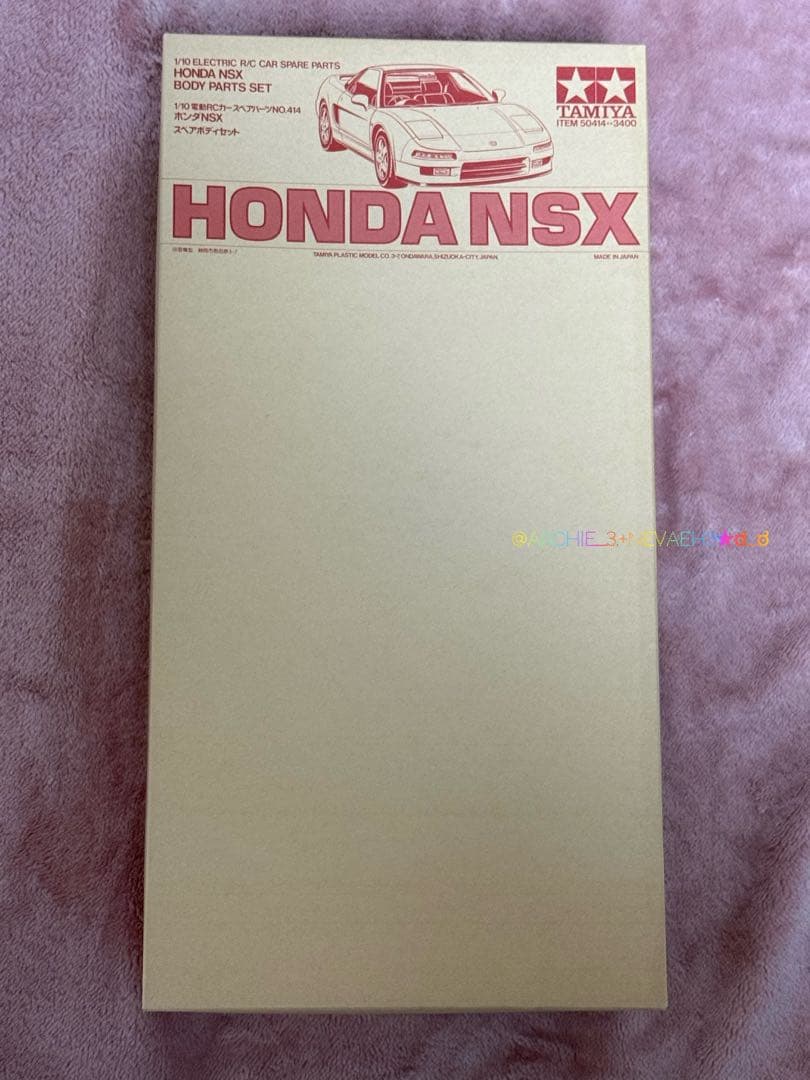 1/10 ELECTRIC R/C CAR SPARE PARTS
HONDA NSX
BODY PARTS SET
1/10電動RCカースペアパーツNO.414
ホンダNSX
スペアボディセット
TAMIYA
ITEM 50414··3400
HONDA NSX
TAMIYA PLASTIC MODEL CO. 3-7, ONDAWARA, SHIZUOKA-CITY, JAPAN.
MADE IN JAPAN